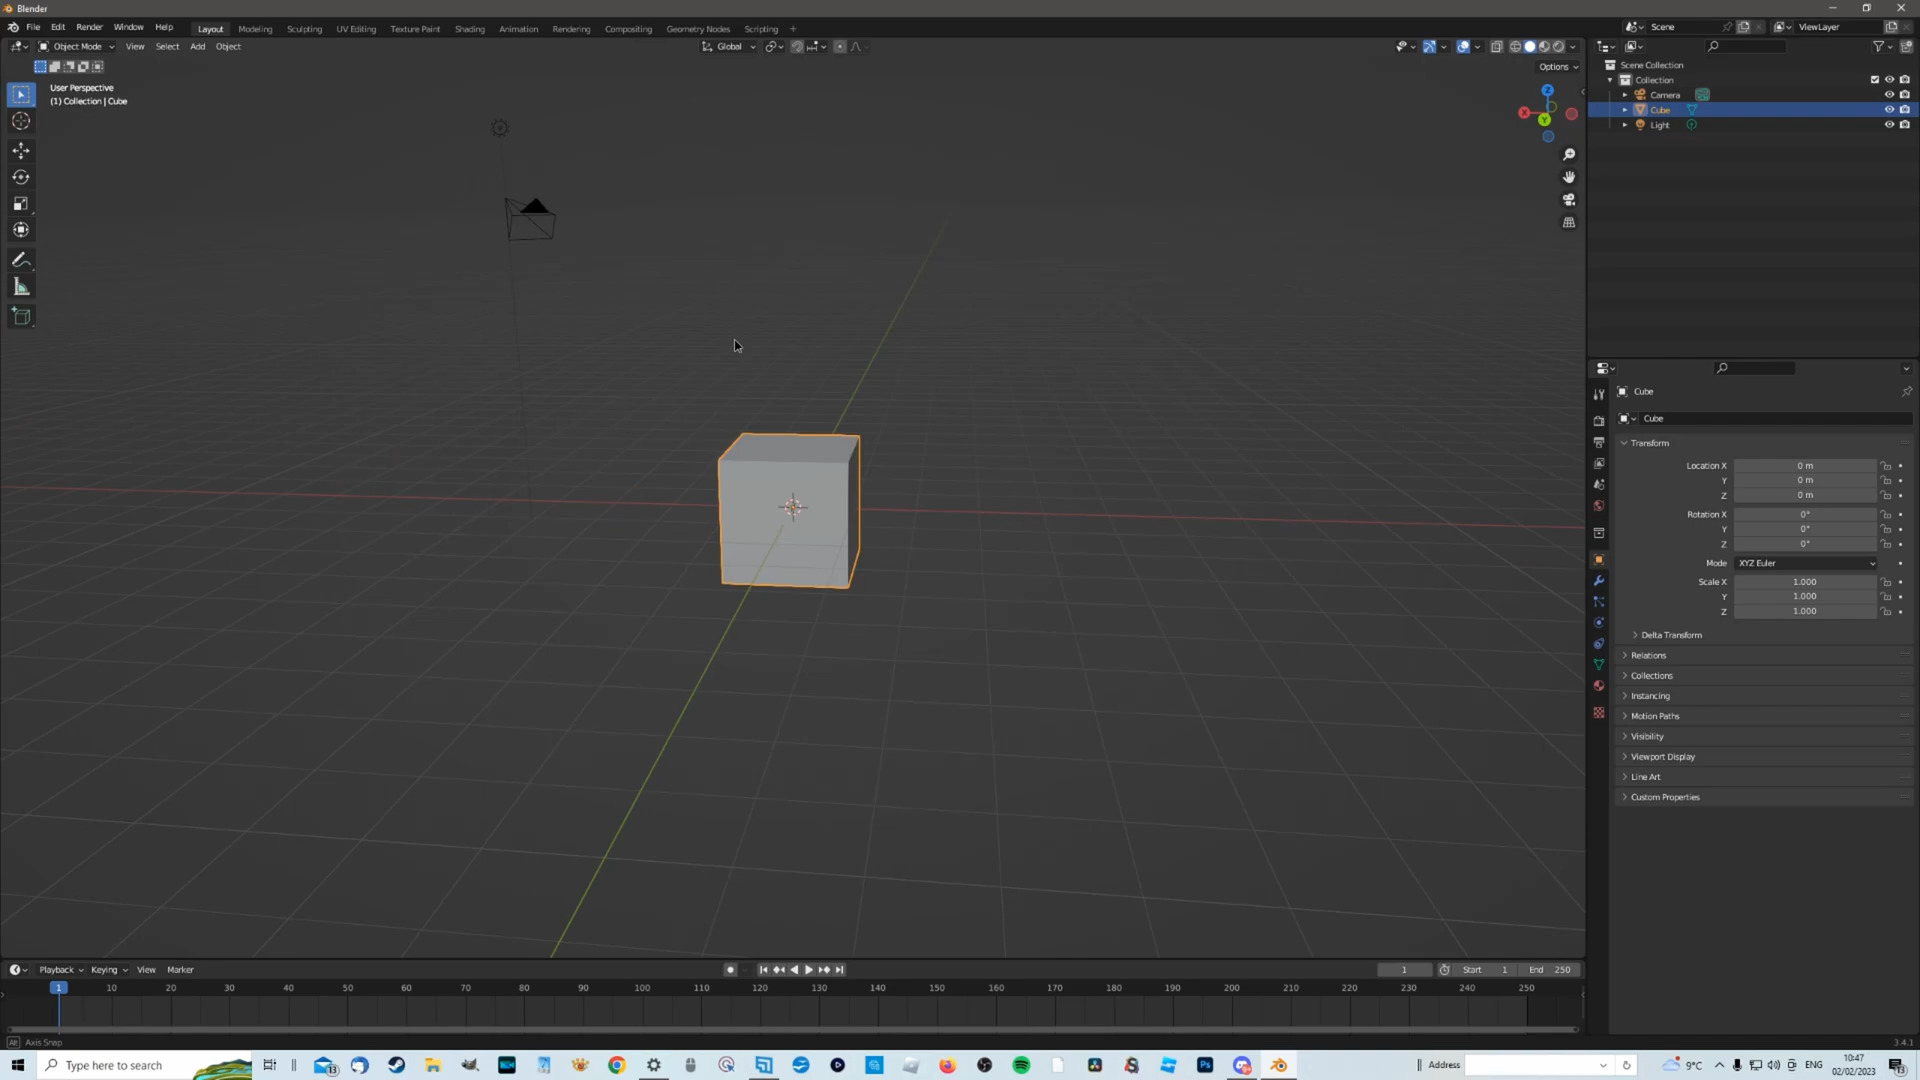 Blender
File Edit Render Window Help Layout Modeling Sculpting UV Editing Texture Paint Shading Animation Rendering Compositing Geometry Nodes Scripting + Scene ViewLayer
Object Mode View Select Add Object Global
Options
User Perspective
(1) Collection | Cube
Z
X
Y
Scene Collection
Collection
Camera
Cube
Light
Cube
Cube
Transform
Location X 0 m
Y 0 m
Z 0 m
Rotation X 0°
Y 0°
Z 0°
Mode XYZ Euler
Scale X 1.000
Y 1.000
Z 1.000
Delta Transform
Relations
Collections
Instancing
Motion Paths
Visibility
Viewport Display
Line Art
Custom Properties
Playback Keying View Marker 1 Start 1 End 250
1 10 20 30 40 50 60 70 80 90 100 110 120 130 140 150 160 170 180 190 200 210 220 230 240 250
Alt Axis Snap 3.4.1
Type here to search 13 Ps Address 9°C ENG 10:47
02/02/2023